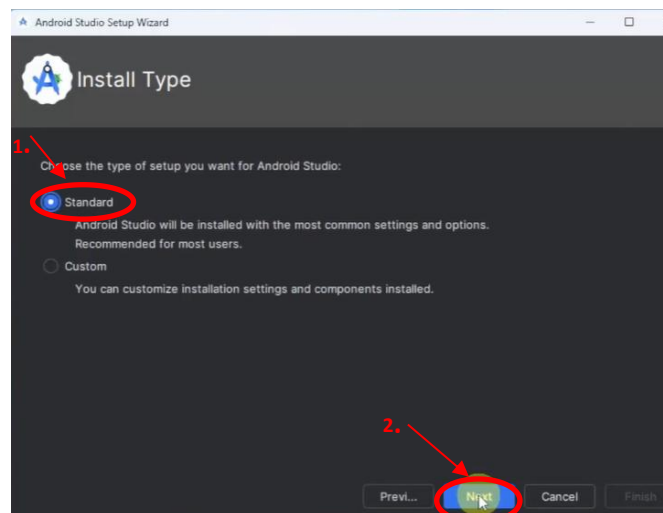 Android Studio Setup Wizard
Install Type
1.
Choose the type of setup you want for Android Studio:
Standard
Android Studio will be installed with the most common settings and options.
Recommended for most users.
Custom
You can customize installation settings and components installed.
2.
Previ...
Next
Cancel
Finish